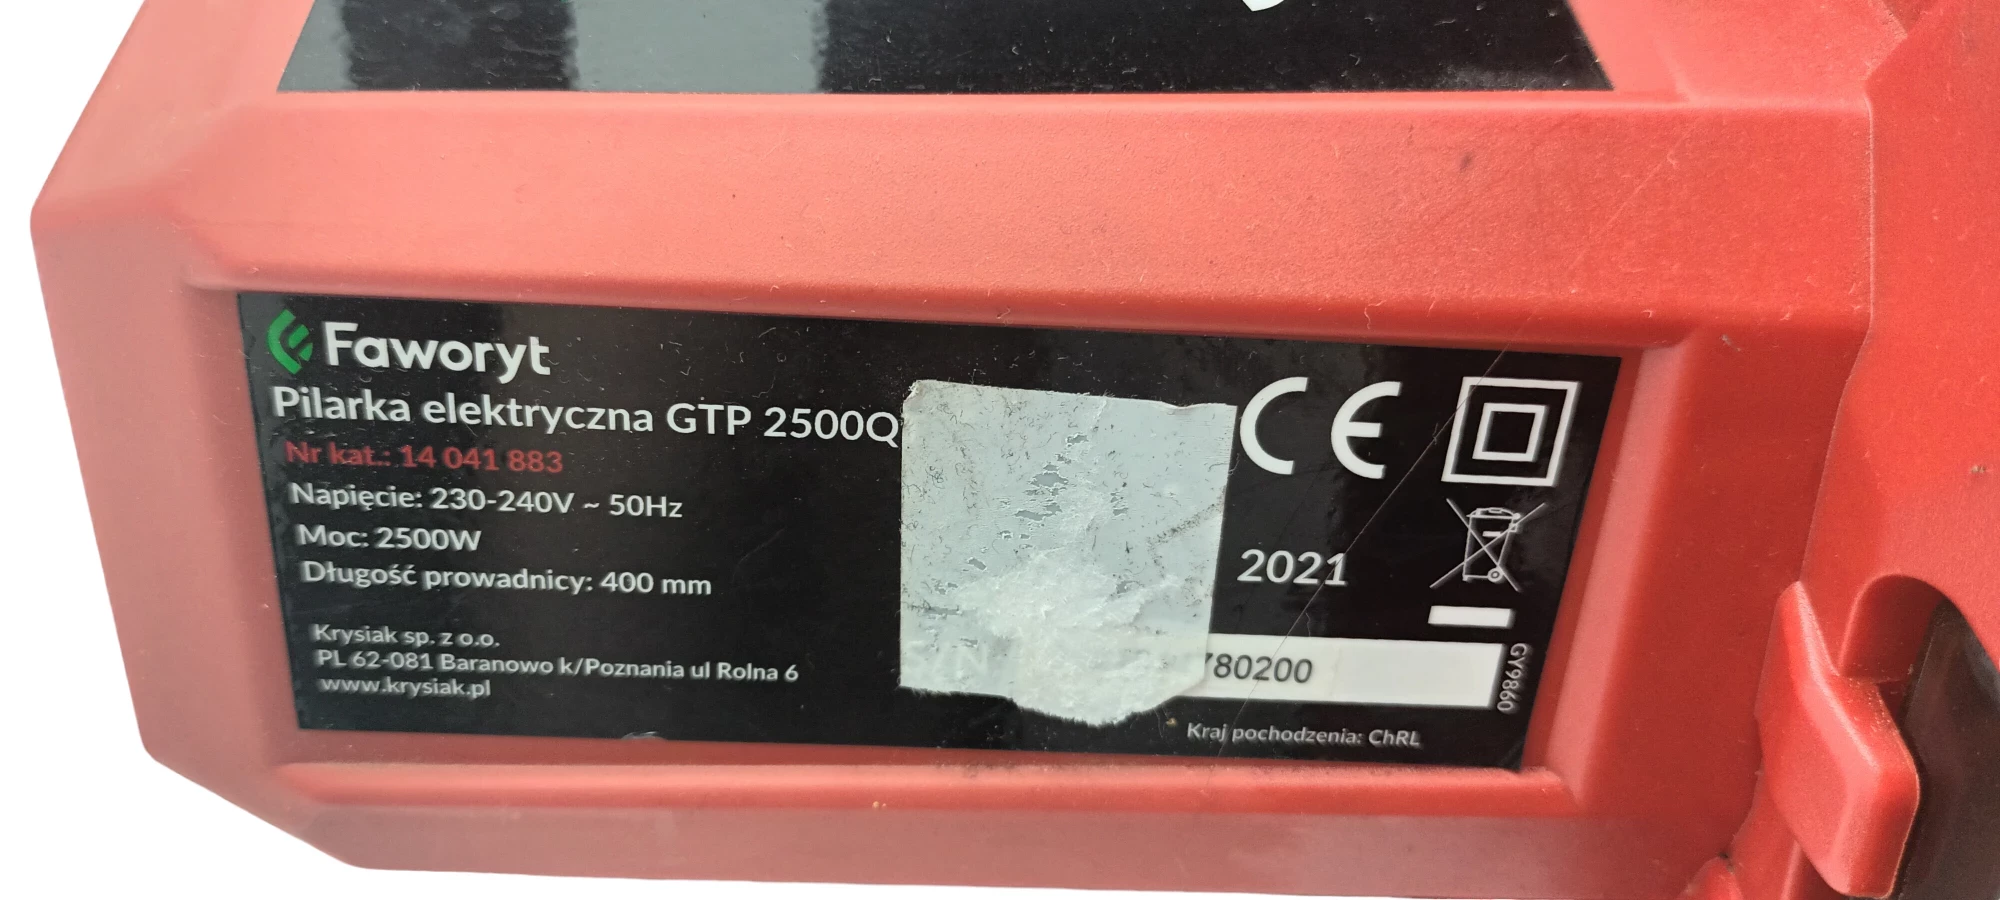 Faworyt
Pilarka elektryczna GTP 2500Q
Nr kat.: 14 041 883
Napięcie: 230-240V ~ 50Hz
Moc: 2500W
Długość prowadnicy: 400 mm
Krysiak sp. z o.o.
PL 62-081 Baranowo k/Poznania ul Rolna 6
www.krysiak.pl
CE
2021
S/N
780200
GY9860
Kraj pochodzenia: ChRL